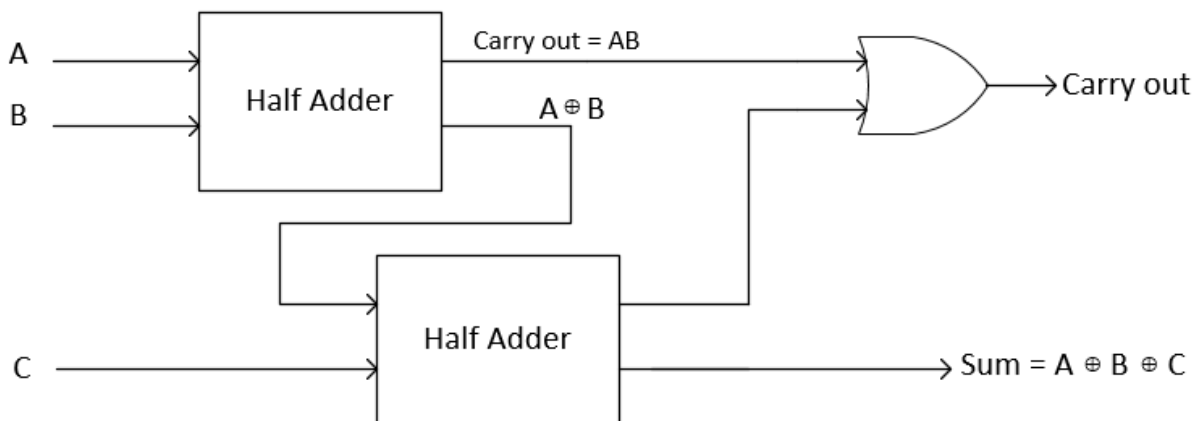 A
B
Half Adder
Carry out = AB
A ⊕ B
Carry out
C
Half Adder
Sum = A ⊕ B ⊕ C